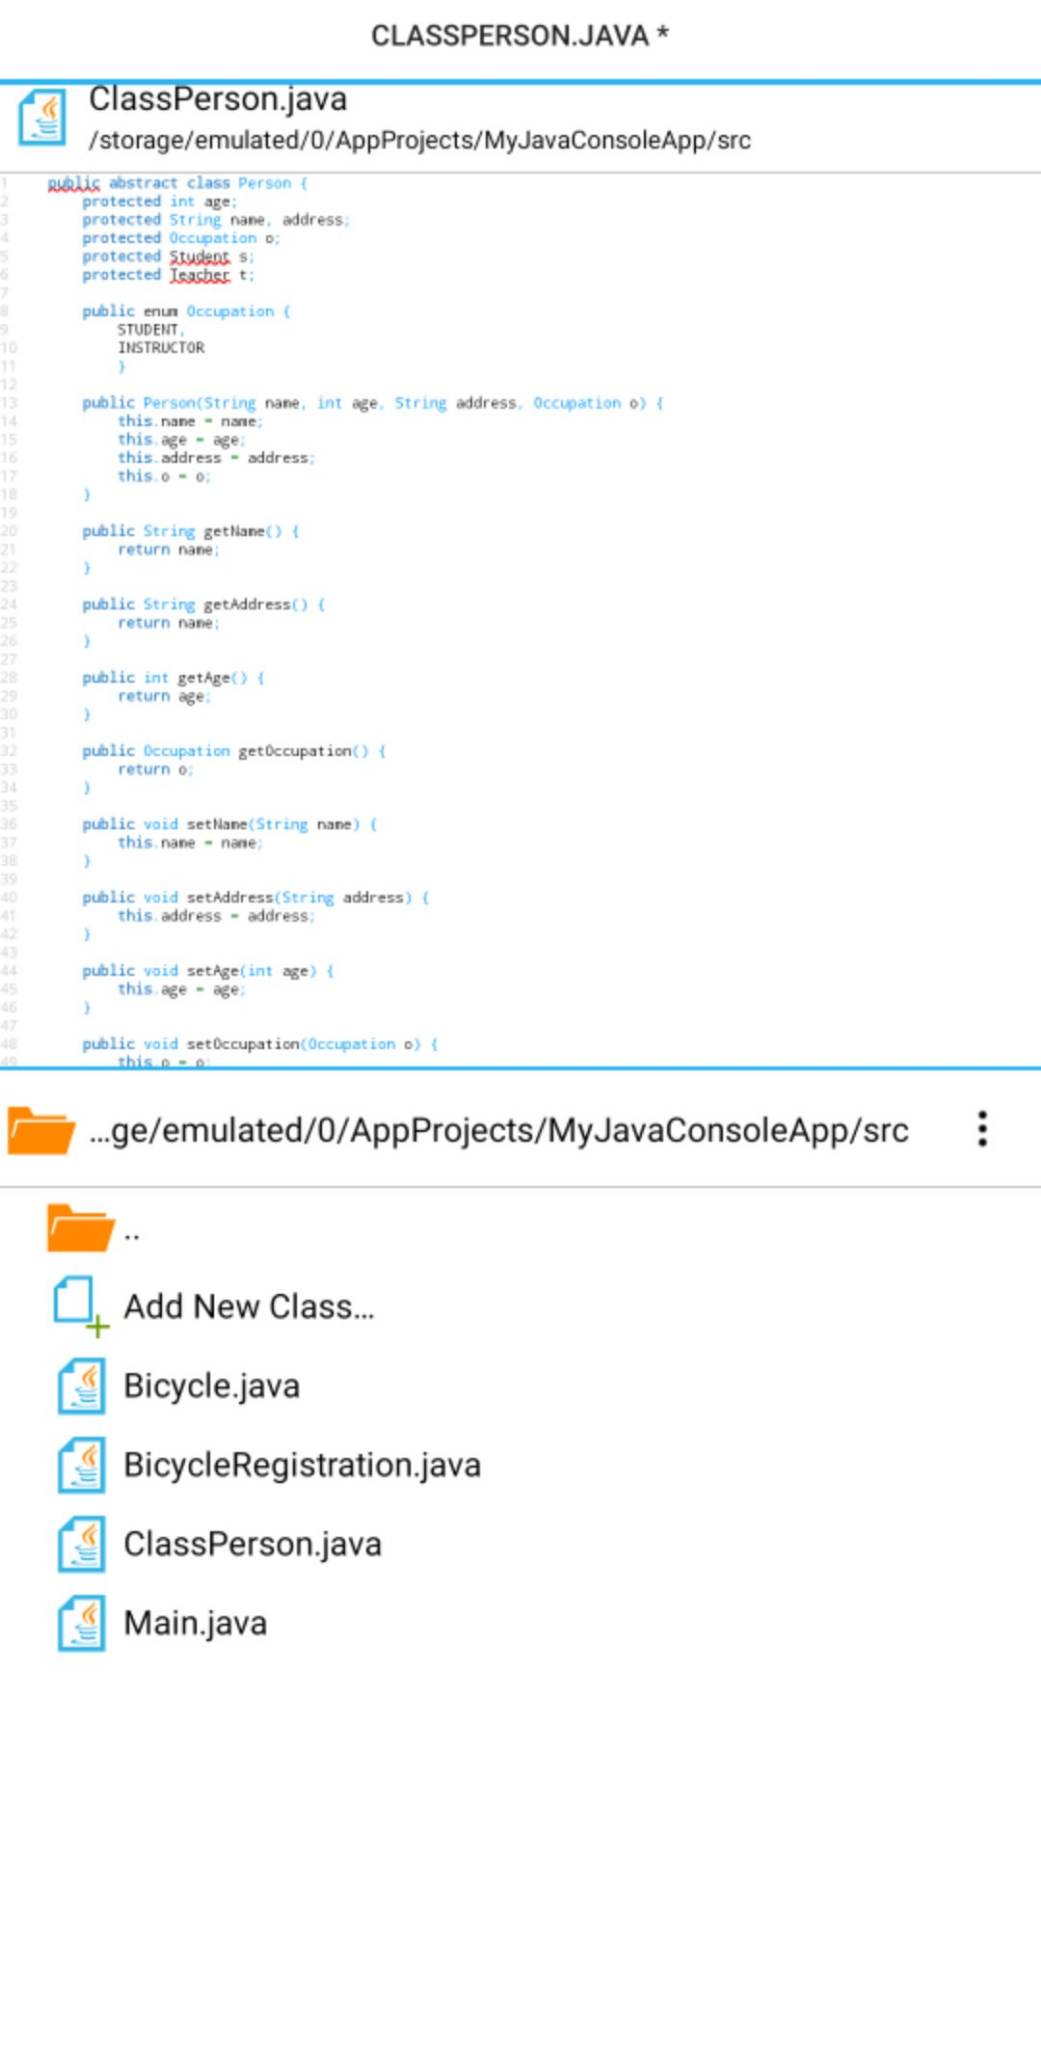 CLASSPERSON.JAVA *
ClassPerson.java
/storage/emulated/0/AppProjects/MyJavaConsoleApp/src
1 public abstract class Person {
2 protected int age;
3 protected String name, address;
4 protected Occupation o;
5 protected Student s;
6 protected Teacher t;
7
8 public enum Occupation {
9 STUDENT,
10 INSTRUCTOR
11 }
12
13 public Person(String name, int age, String address, Occupation o) {
14 this.name = name;
15 this.age = age;
16 this.address = address;
17 this.o = o;
18 }
19
20 public String getName() {
21 return name;
22 }
23
24 public String getAddress() {
25 return name;
26 }
27
28 public int getAge() {
29 return age;
30 }
31
32 public Occupation getOccupation() {
33 return o;
34 }
35
36 public void setName(String name) {
37 this.name = name;
38 }
39
40 public void setAddress(String address) {
41 this.address = address;
42 }
43
44 public void setAge(int age) {
45 this.age = age;
46 }
47
48 public void setOccupation(Occupation o) {
49 this.o = o;
...ge/emulated/0/AppProjects/MyJavaConsoleApp/src
..
Add New Class...
Bicycle.java
BicycleRegistration.java
ClassPerson.java
Main.java